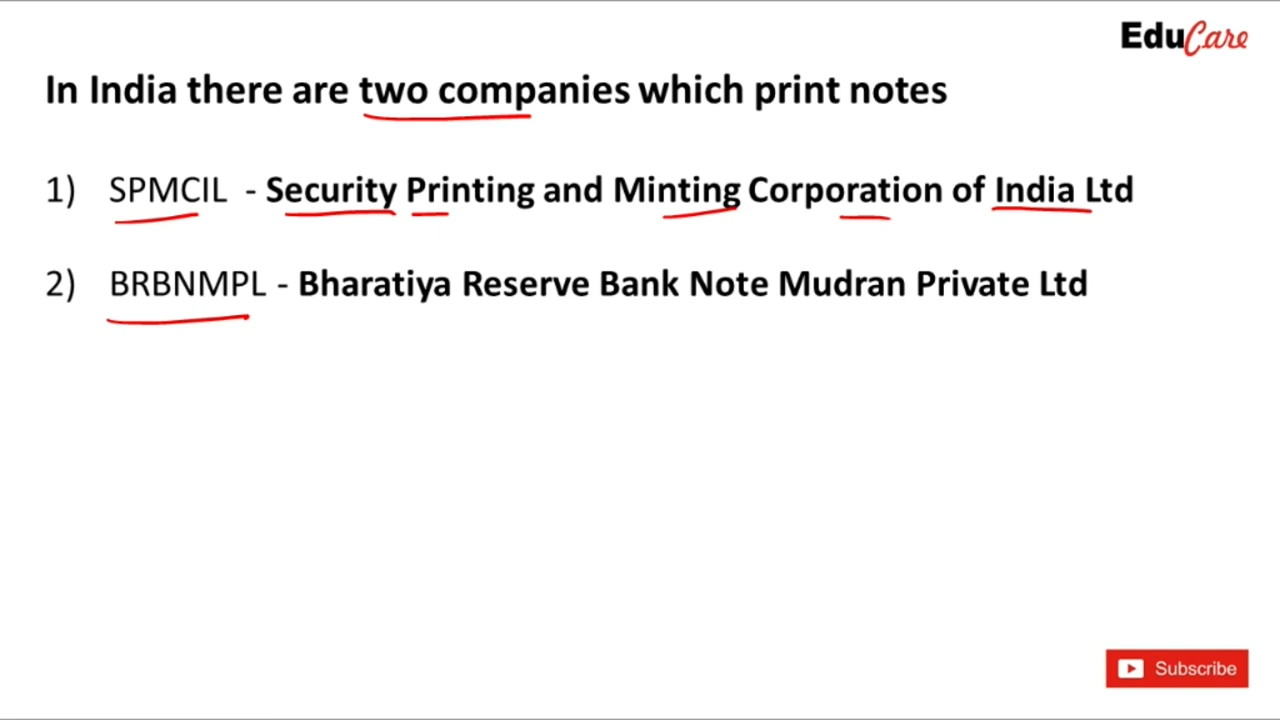 EduCare
In India there are two companies which print notes
1) SPMCIL - Security Printing and Minting Corporation of India Ltd
2) BRBNMPL - Bharatiya Reserve Bank Note Mudran Private Ltd
Subscribe